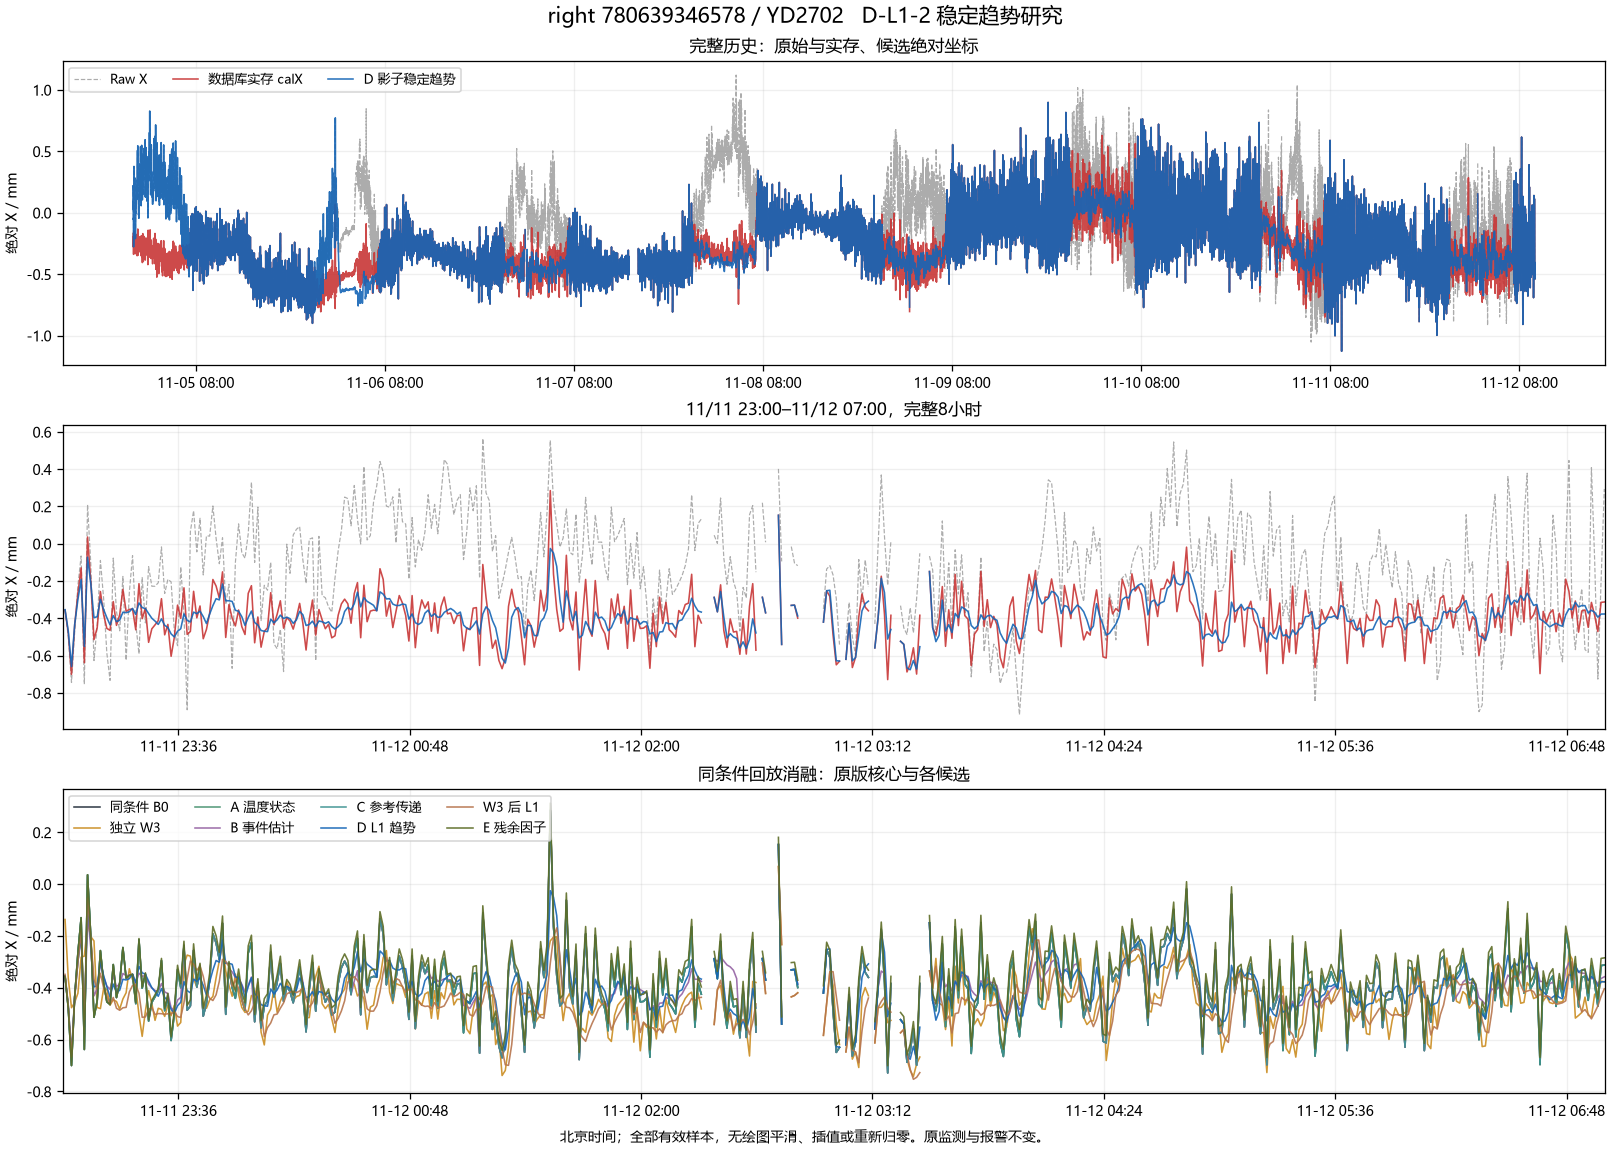 right 780639346578 / YD2702   D-L1-2 稳定趋势研究
完整历史：原始与实存、候选绝对坐标
Raw X
数据库实存 calX
D 影子稳定趋势
绝对 X / mm
1.0
0.5
0.0
-0.5
-1.0
11-05 08:00
11-06 08:00
11-07 08:00
11-08 08:00
11-09 08:00
11-10 08:00
11-11 08:00
11-12 08:00
11/11 23:00–11/12 07:00，完整8小时
绝对 X / mm
0.6
0.4
0.2
0.0
-0.2
-0.4
-0.6
-0.8
11-11 23:36
11-12 00:48
11-12 02:00
11-12 03:12
11-12 04:24
11-12 05:36
11-12 06:48
同条件回放消融：原版核心与各候选
同条件 B0
A 温度状态
C 参考传递
W3 后 L1
独立 W3
B 事件估计
D L1 趋势
E 残余因子
绝对 X / mm
0.2
0.0
-0.2
-0.4
-0.6
-0.8
11-11 23:36
11-12 00:48
11-12 02:00
11-12 03:12
11-12 04:24
11-12 05:36
11-12 06:48
北京时间；全部有效样本，无绘图平滑、插值或重新归零。原监测与报警不变。